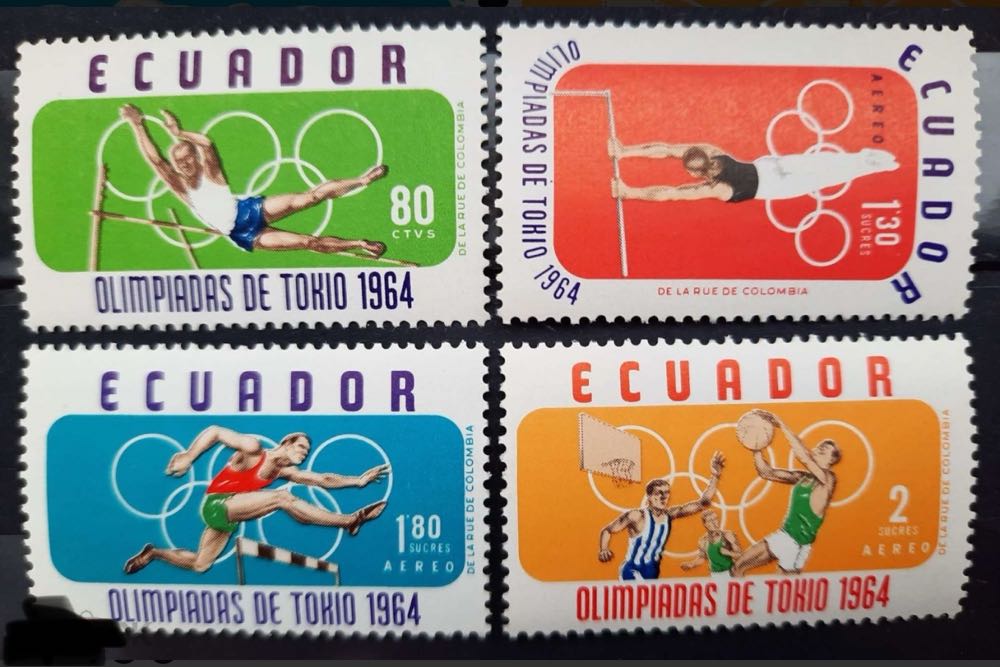 ECUADOR
80
CTVS
DE LA RUE DE COLOMBIA
OLIMPIADAS DE TOKIO 1964
ECUADOR
OLIMPIADAS DE TOKIO 1964
AEREO
1'30
SUCRES
DE LA RUE DE COLOMBIA
ECUADOR
1'80
SUCRES
AEREO
DE LA RUE DE COLOMBIA
OLIMPIADAS DE TOKIO 1964
ECUADOR
2
SUCRES
AEREO
DE LA RUE DE COLOMBIA
OLIMPIADAS DE TOKIO 1964